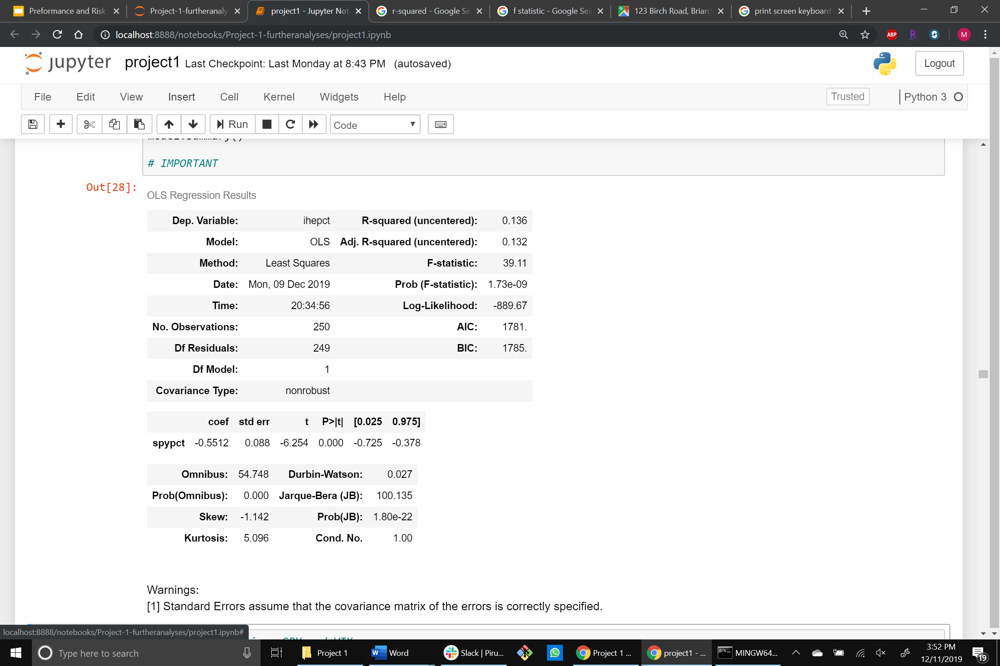 Preformance and Risk
Project-1-furtheranaly
project1 - Jupyter Not
r-squared - Google Se
f statistic - Google Sea
123 Birch Road, Briarc
print screen keyboard
localhost:8888/notebooks/Project-1-furtheranalyses/project1.ipynb
ABP R M
jupyter project1 Last Checkpoint: Last Monday at 8:43 PM (autosaved)
Logout
File Edit View Insert Cell Kernel Widgets Help
Trusted Python 3
Run Code
# IMPORTANT
Out[28]:
OLS Regression Results
Dep. Variable: ihepct R-squared (uncentered): 0.136
Model: OLS Adj. R-squared (uncentered): 0.132
Method: Least Squares F-statistic: 39.11
Date: Mon, 09 Dec 2019 Prob (F-statistic): 1.73e-09
Time: 20:34:56 Log-Likelihood: -889.67
No. Observations: 250 AIC: 1781.
Df Residuals: 249 BIC: 1785.
Df Model: 1
Covariance Type: nonrobust
coef std err t P>|t| [0.025 0.975]
spypct -0.5512 0.088 -6.254 0.000 -0.725 -0.378
Omnibus: 54.748 Durbin-Watson: 0.027
Prob(Omnibus): 0.000 Jarque-Bera (JB): 100.135
Skew: -1.142 Prob(JB): 1.80e-22
Kurtosis: 5.096 Cond. No. 1.00
Warnings:
[1] Standard Errors assume that the covariance matrix of the errors is correctly specified.
localhost:8888/notebooks/Project-1-furtheranalyses/project1.ipynb#
Type here to search
Project 1
Word
Slack | Piru...
Project 1 ...
project1 - ...
MINGW64...
3:52 PM
12/11/2019
19